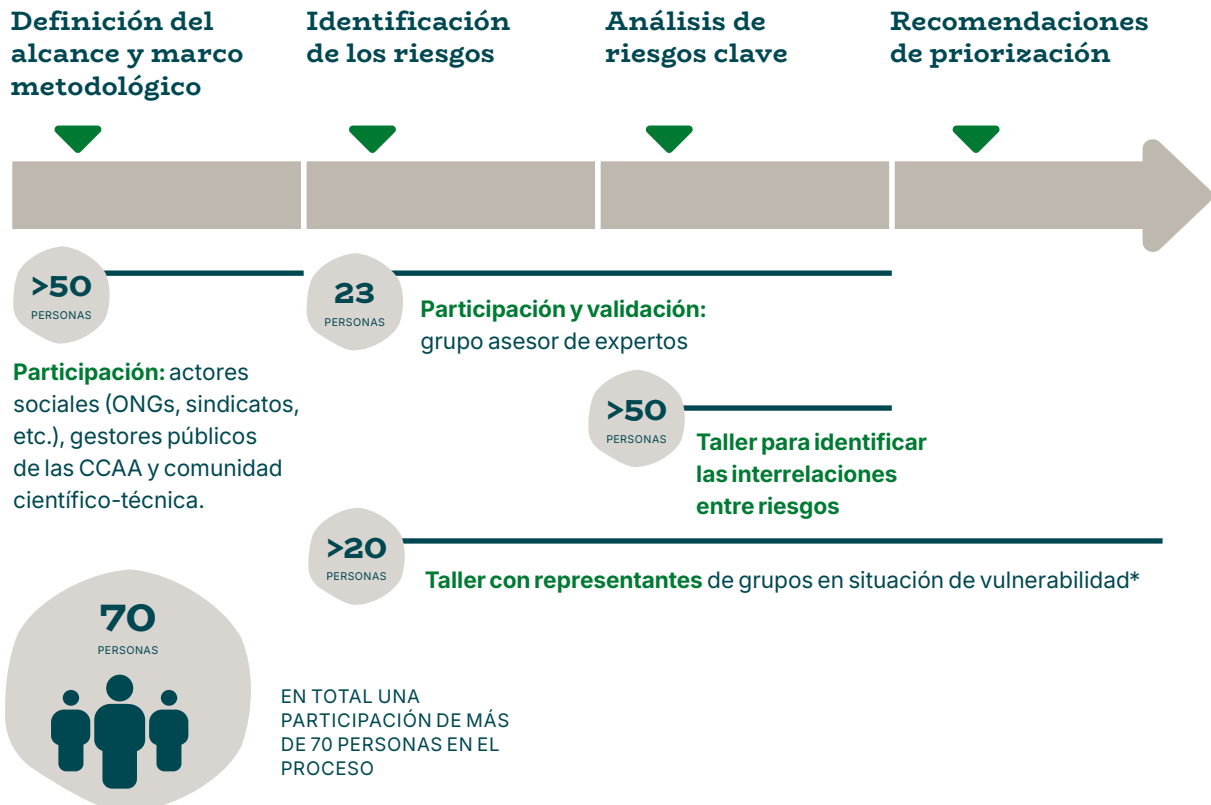 Definición del
alcance y marco
metodológico
Identificación
de los riesgos
Análisis de
riesgos clave
Recomendaciones
de priorización
>50
PERSONAS
Participación: actores
sociales (ONGs, sindicatos,
etc.), gestores públicos
de las CCAA y comunidad
científico-técnica.
23
PERSONAS
Participación y validación:
grupo asesor de expertos
>50
PERSONAS
Taller para identificar
las interrelaciones
entre riesgos
>20
PERSONAS
Taller con representantes de grupos en situación de vulnerabilidad*
70
PERSONAS
EN TOTAL UNA
PARTICIPACIÓN DE MÁS
DE 70 PERSONAS EN EL
PROCESO